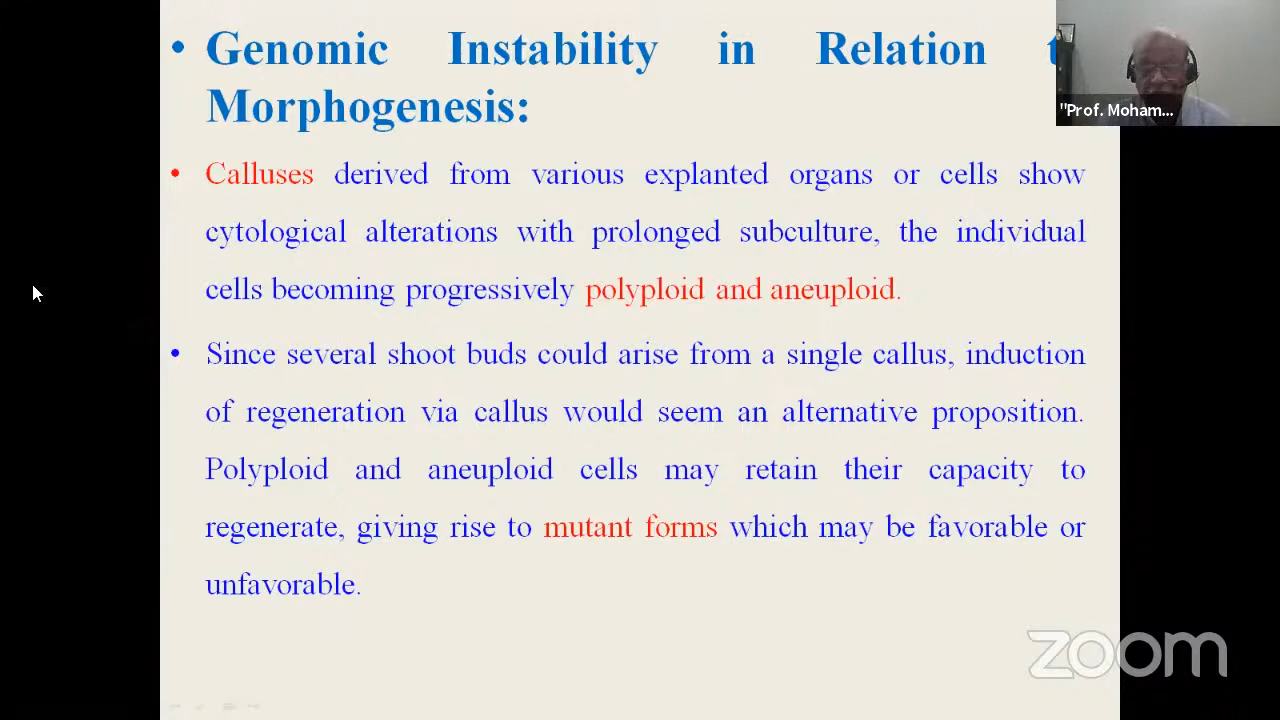 • Genomic Instability in Relation
Morphogenesis:
"Prof. Moham...
• Calluses derived from various explanted organs or cells show
cytological alterations with prolonged subculture, the individual
cells becoming progressively polyploid and aneuploid.
• Since several shoot buds could arise from a single callus, induction
of regeneration via callus would seem an alternative proposition.
Polyploid and aneuploid cells may retain their capacity to
regenerate, giving rise to mutant forms which may be favorable or
unfavorable.
zoom